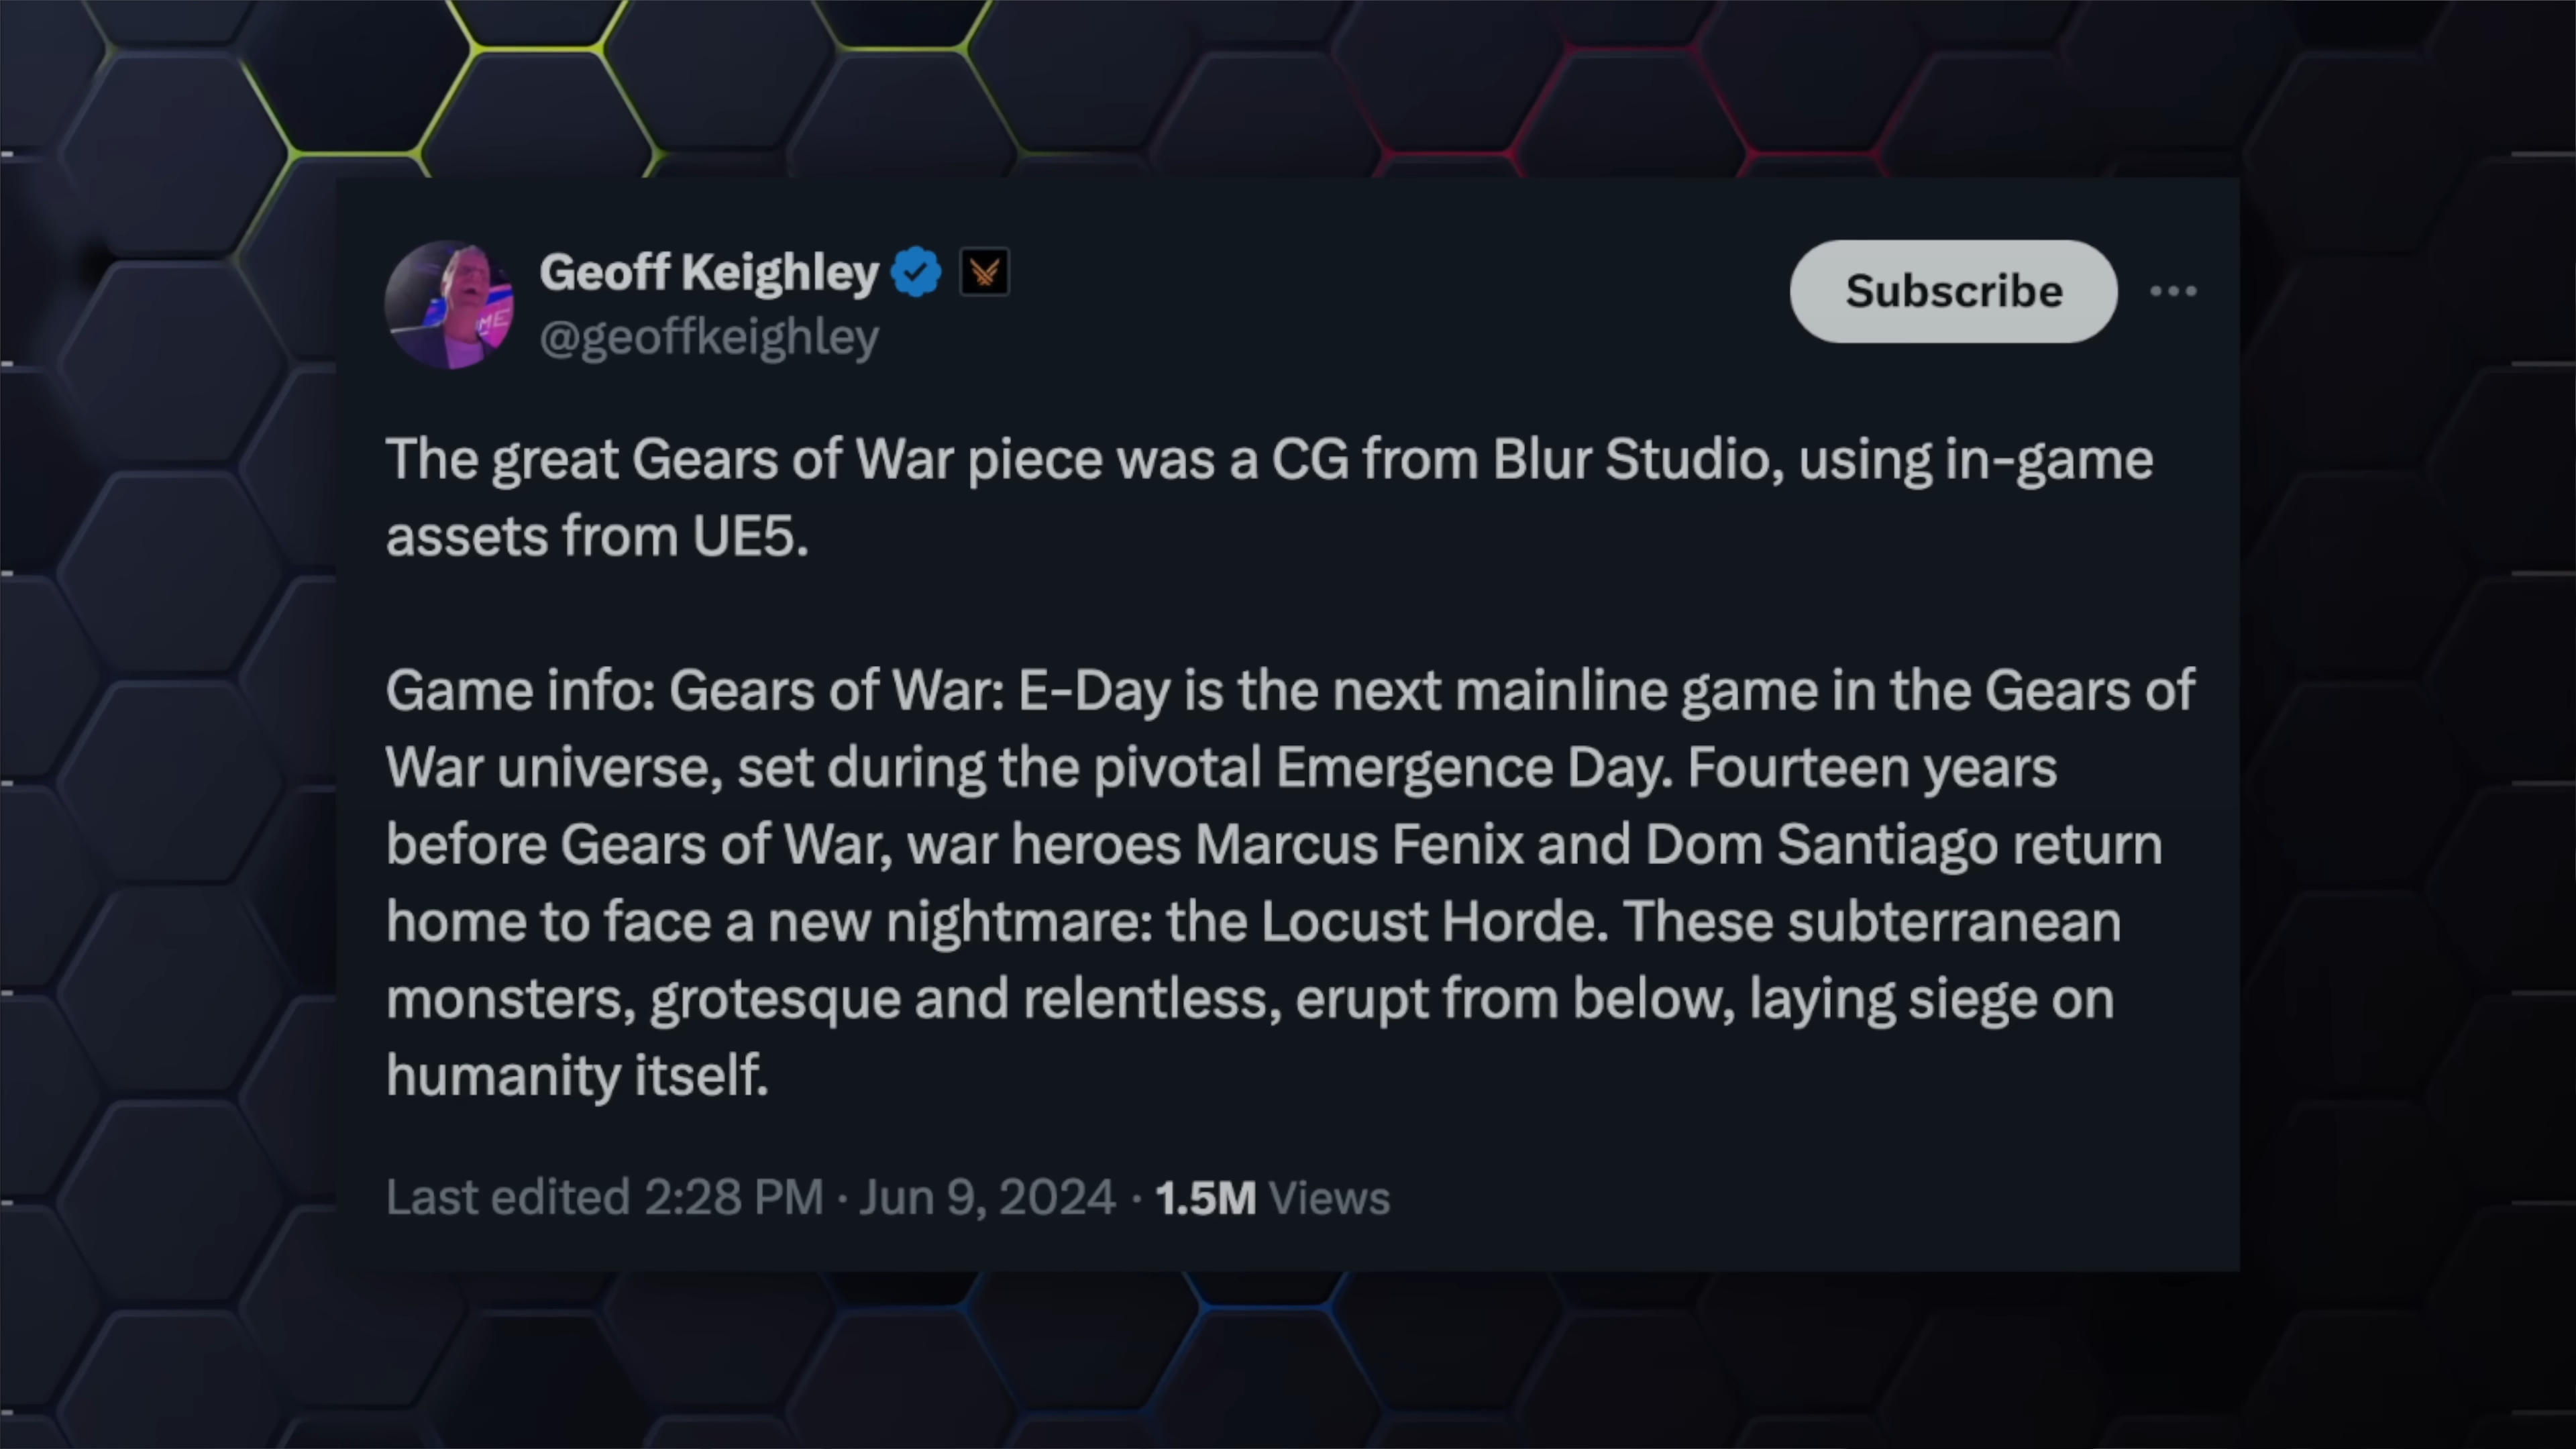 Geoff Keighley
@geoffkeighley
Subscribe
The great Gears of War piece was a CG from Blur Studio, using in-game
assets from UE5.
Game info: Gears of War: E-Day is the next mainline game in the Gears of
War universe, set during the pivotal Emergence Day. Fourteen years
before Gears of War, war heroes Marcus Fenix and Dom Santiago return
home to face a new nightmare: the Locust Horde. These subterranean
monsters, grotesque and relentless, erupt from below, laying siege on
humanity itself.
Last edited 2:28 PM · Jun 9, 2024 · 1.5M Views